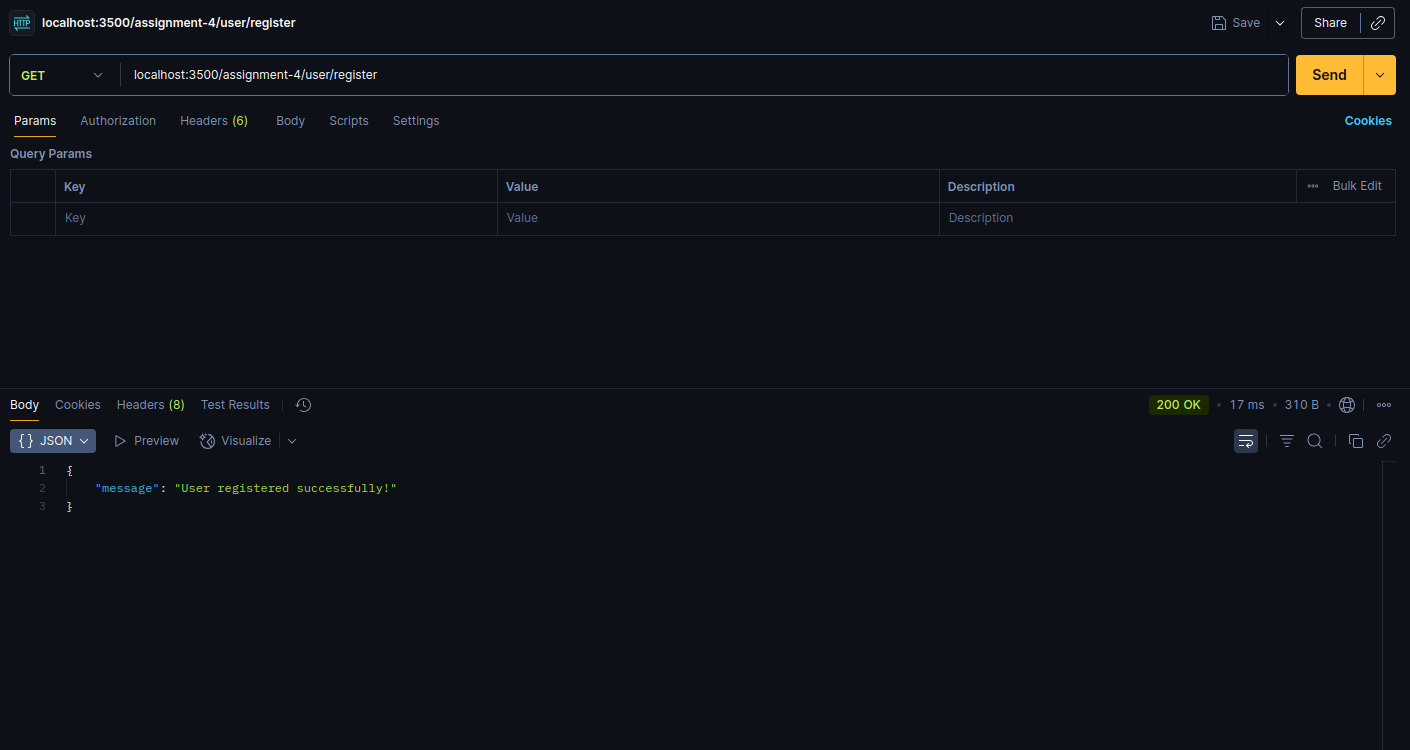 HTTP localhost:3500/assignment-4/user/register Save Share
GET localhost:3500/assignment-4/user/register Send
Params Authorization Headers (6) Body Scripts Settings Cookies
Query Params
Key Value Description Bulk Edit
Key Value Description
Body Cookies Headers (8) Test Results 200 OK • 17 ms • 310 B •
{ } JSON Preview Visualize
1 {
2 "message": "User registered successfully!"
3 }